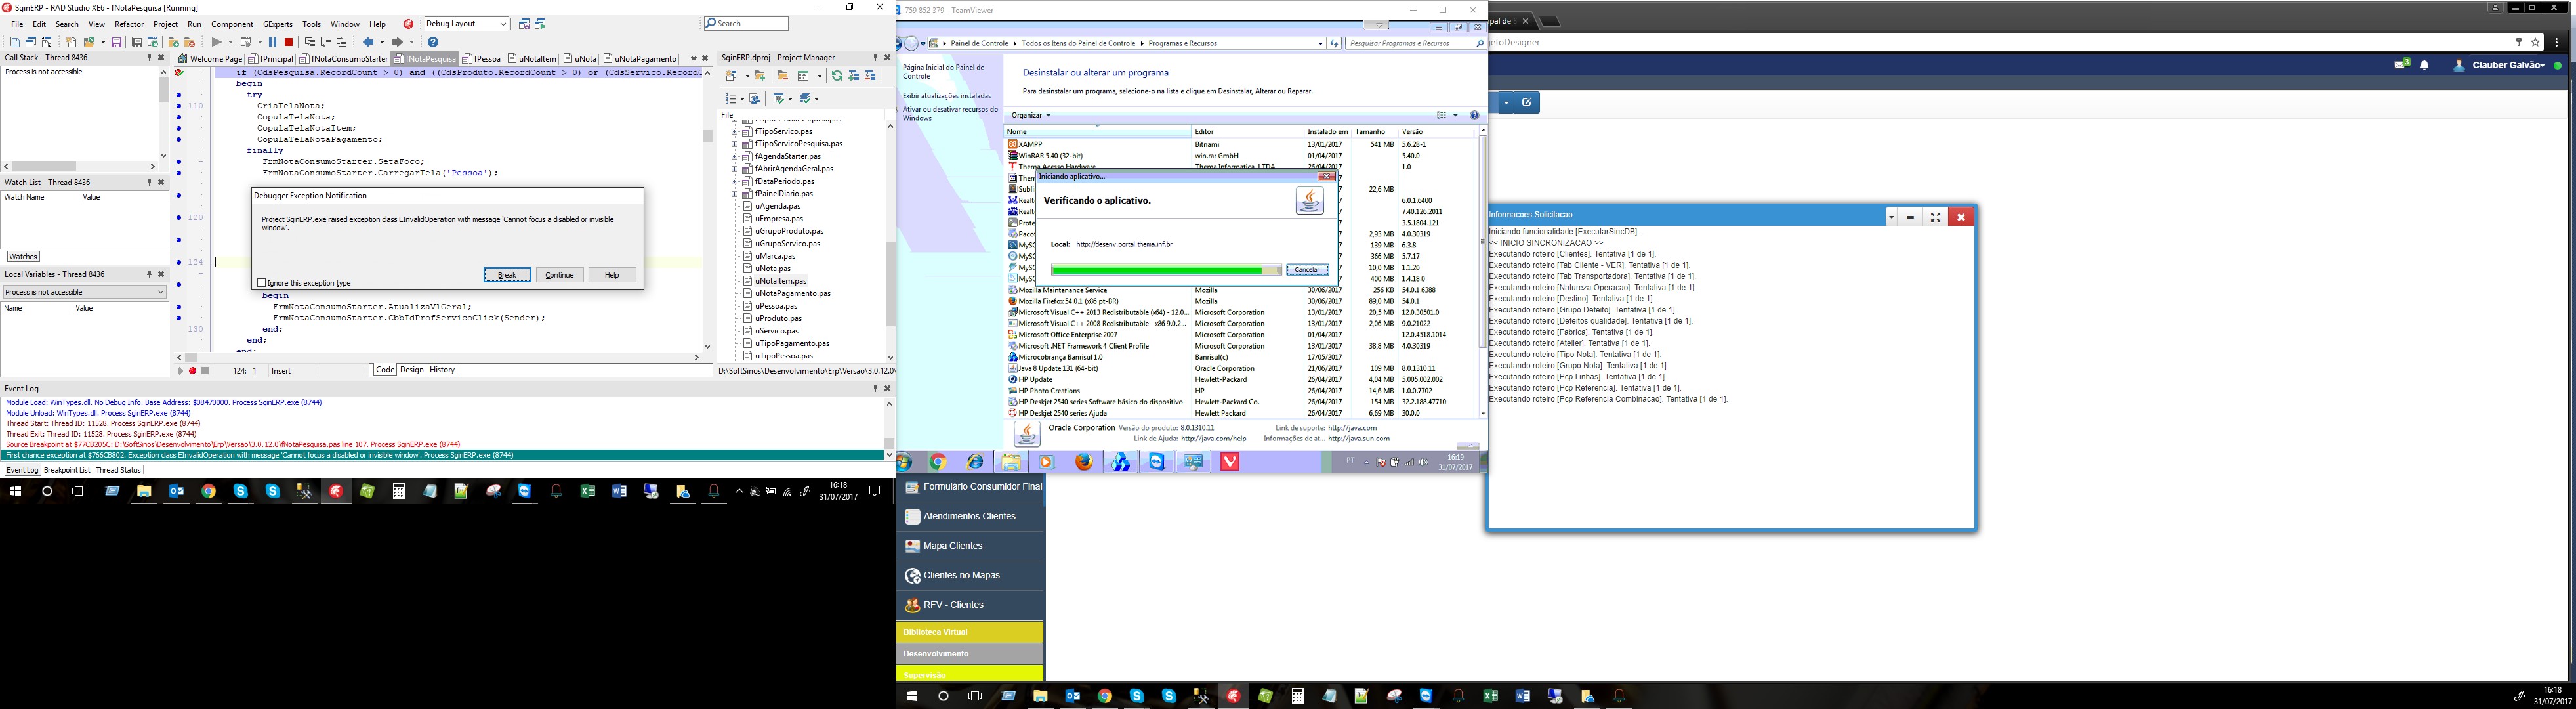 SginERP - RAD Studio XE6 - fNotaPesquisa [Running]
File Edit Search View Refactor Project Run Component GExperts Tools Window Help
Debug Layout
Search
Call Stack - Thread 8436
Process is not accessible
Watch List - Thread 8436
Watch Name Value
Watches
Local Variables - Thread 8436
Process is not accessible
Name Value
Welcome Page fPrincipal fNotaConsumoStarter fNotaPesquisa fPessoa uNotaItem uNota uNotaPagamento
if (CdsPesquisa.RecordCount > 0) and ((CdsProduto.RecordCount > 0) or (CdsServico.RecordC
begin
try
110
CriaTelaNota;
CopulaTelaNota;
CopulaTelaNotaItem;
CopulaTelaNotaPagamento;
finally
FrmNotaConsumoStarter.SetaFoco;
FrmNotaConsumoStarter.CarregarTela('Pessoa');
120
124
Debugger Exception Notification
Project SginERP.exe raised exception class EInvalidOperation with message 'Cannot focus a disabled or invisible
window'.
Break Continue Help
Ignore this exception type
begin
FrmNotaConsumoStarter.AtualizaVlGeral;
FrmNotaConsumoStarter.CbbIdProfServicoClick(Sender);
130
end;
end;
124: 1 Insert
Code Design History
SginERP.dproj - Project Manager
File
fTipoServico.pas
fTipoServicoPesquisa.pas
fAgendaStarter.pas
fAbrirAgendaGeral.pas
fDataPeriodo.pas
fPainelDiario.pas
uAgenda.pas
uEmpresa.pas
uGrupoProduto.pas
uGrupoServico.pas
uMarca.pas
uNota.pas
uNotaItem.pas
uNotaPagamento.pas
uPessoa.pas
uProduto.pas
uServico.pas
uTipoPagamento.pas
uTipoPessoa.pas
D:\SoftSinos\Desenvolvimento\Erp\Versao\3.0.12.0\
Event Log
Module Load: WinTypes.dll. No Debug Info. Base Address: $08470000. Process SginERP.exe (8744)
Module Unload: WinTypes.dll. Process SginERP.exe (8744)
Thread Start: Thread ID: 11528. Process SginERP.exe (8744)
Thread Exit: Thread ID: 11528. Process SginERP.exe (8744)
Source Breakpoint at $77CB205C: D:\SoftSinos\Desenvolvimento\Erp\Versao\3.0.12.0\fNotaPesquisa.pas line 107. Process SginERP.exe (8744)
First chance exception at $766CB802. Exception class EInvalidOperation with message 'Cannot focus a disabled or invisible window'. Process SginERP.exe (8744)
Event Log Breakpoint List Thread Status
16:18
31/07/2017
759 852 379 - TeamViewer
Painel de Controle Todos os Itens do Painel de Controle Programas e Recursos
Pesquisar Programas e Recursos
Página Inicial do Painel de
Controle
Exibir atualizações instaladas
Ativar ou desativar recursos do
Windows
Desinstalar ou alterar um programa
Para desinstalar um programa, selecione-o na lista e clique em Desinstalar, Alterar ou Reparar.
Organizar
Nome Editor Instalado em Tamanho Versão
XAMPP Bitnami 13/01/2017 541 MB 5.6.28-1
WinRAR 5.40 (32-bit) win.rar GmbH 01/04/2017 5.40.0
Thema Acesso Hardware Thema Informatica, LTDA 26/04/2017 1.0
22,6 MB
6.0.1.6400
7.40.126.2011
3.5.1804.121
2,93 MB 4.0.30319
139 MB 6.3.8
366 MB 5.7.17
10,0 MB 1.1.20
400 MB 1.4.18.0
Iniciando aplicativo...
Verificando o aplicativo.
Local: http://desenv.portal.thema.inf.br
Cancelar
Mozilla Maintenance Service Mozilla 30/06/2017 256 KB 54.0.1.6388
Mozilla Firefox 54.0.1 (x86 pt-BR) Mozilla 30/06/2017 89,0 MB 54.0.1
Microsoft Visual C++ 2013 Redistributable (x64) - 12.0... Microsoft Corporation 13/01/2017 20,5 MB 12.0.30501.0
Microsoft Visual C++ 2008 Redistributable - x86 9.0.2... Microsoft Corporation 13/01/2017 2,06 MB 9.0.21022
Microsoft Office Enterprise 2007 Microsoft Corporation 01/04/2017 12.0.4518.1014
Microsoft .NET Framework 4 Client Profile Microsoft Corporation 13/01/2017 38,8 MB 4.0.30319
Microcobrança Banrisul 1.0 Banrisul(c) 17/05/2017
Java 8 Update 131 (64-bit) Oracle Corporation 21/06/2017 109 MB 8.0.1310.11
HP Update Hewlett-Packard 26/04/2017 4,04 MB 5.005.002.002
HP Photo Creations HP 26/04/2017 14,6 MB 1.0.0.7702
HP Deskjet 2540 series Software básico do dispositivo Hewlett-Packard Co. 26/04/2017 154 MB 32.2.188.47710
HP Deskjet 2540 series Ajuda Hewlett Packard 26/04/2017 6,69 MB 30.0.0
Oracle Corporation Versão do produto: 8.0.1310.11 Link de suporte: http://java.com
Link de Ajuda: http://java.com/help Informações de at... http://java.sun.com
PT
16:19
31/07/2017
Formulário Consumidor Final
Atendimentos Clientes
Mapa Clientes
Clientes no Mapas
RFV - Clientes
Biblioteca Virtual
Desenvolvimento
Supervisão
jetoDesigner
3
Clauber Galvão
Informacoes Solicitacao
Iniciando funcionalidade [ExecutarSincDB]...
<< INICIO SINCRONIZACAO >>
Executando roteiro [Clientes]. Tentativa [1 de 1].
Executando roteiro [Tab Cliente - VER]. Tentativa [1 de 1].
Executando roteiro [Tab Transportadora]. Tentativa [1 de 1].
Executando roteiro [Natureza Operacao]. Tentativa [1 de 1].
Executando roteiro [Destino]. Tentativa [1 de 1].
Executando roteiro [Grupo Defeito]. Tentativa [1 de 1].
Executando roteiro [Defeitos qualidade]. Tentativa [1 de 1].
Executando roteiro [Fabrica]. Tentativa [1 de 1].
Executando roteiro [Atelier]. Tentativa [1 de 1].
Executando roteiro [Tipo Nota]. Tentativa [1 de 1].
Executando roteiro [Grupo Nota]. Tentativa [1 de 1].
Executando roteiro [Pcp Linhas]. Tentativa [1 de 1].
Executando roteiro [Pcp Referencia]. Tentativa [1 de 1].
Executando roteiro [Pcp Referencia Combinacao]. Tentativa [1 de 1].
16:18
31/07/2017